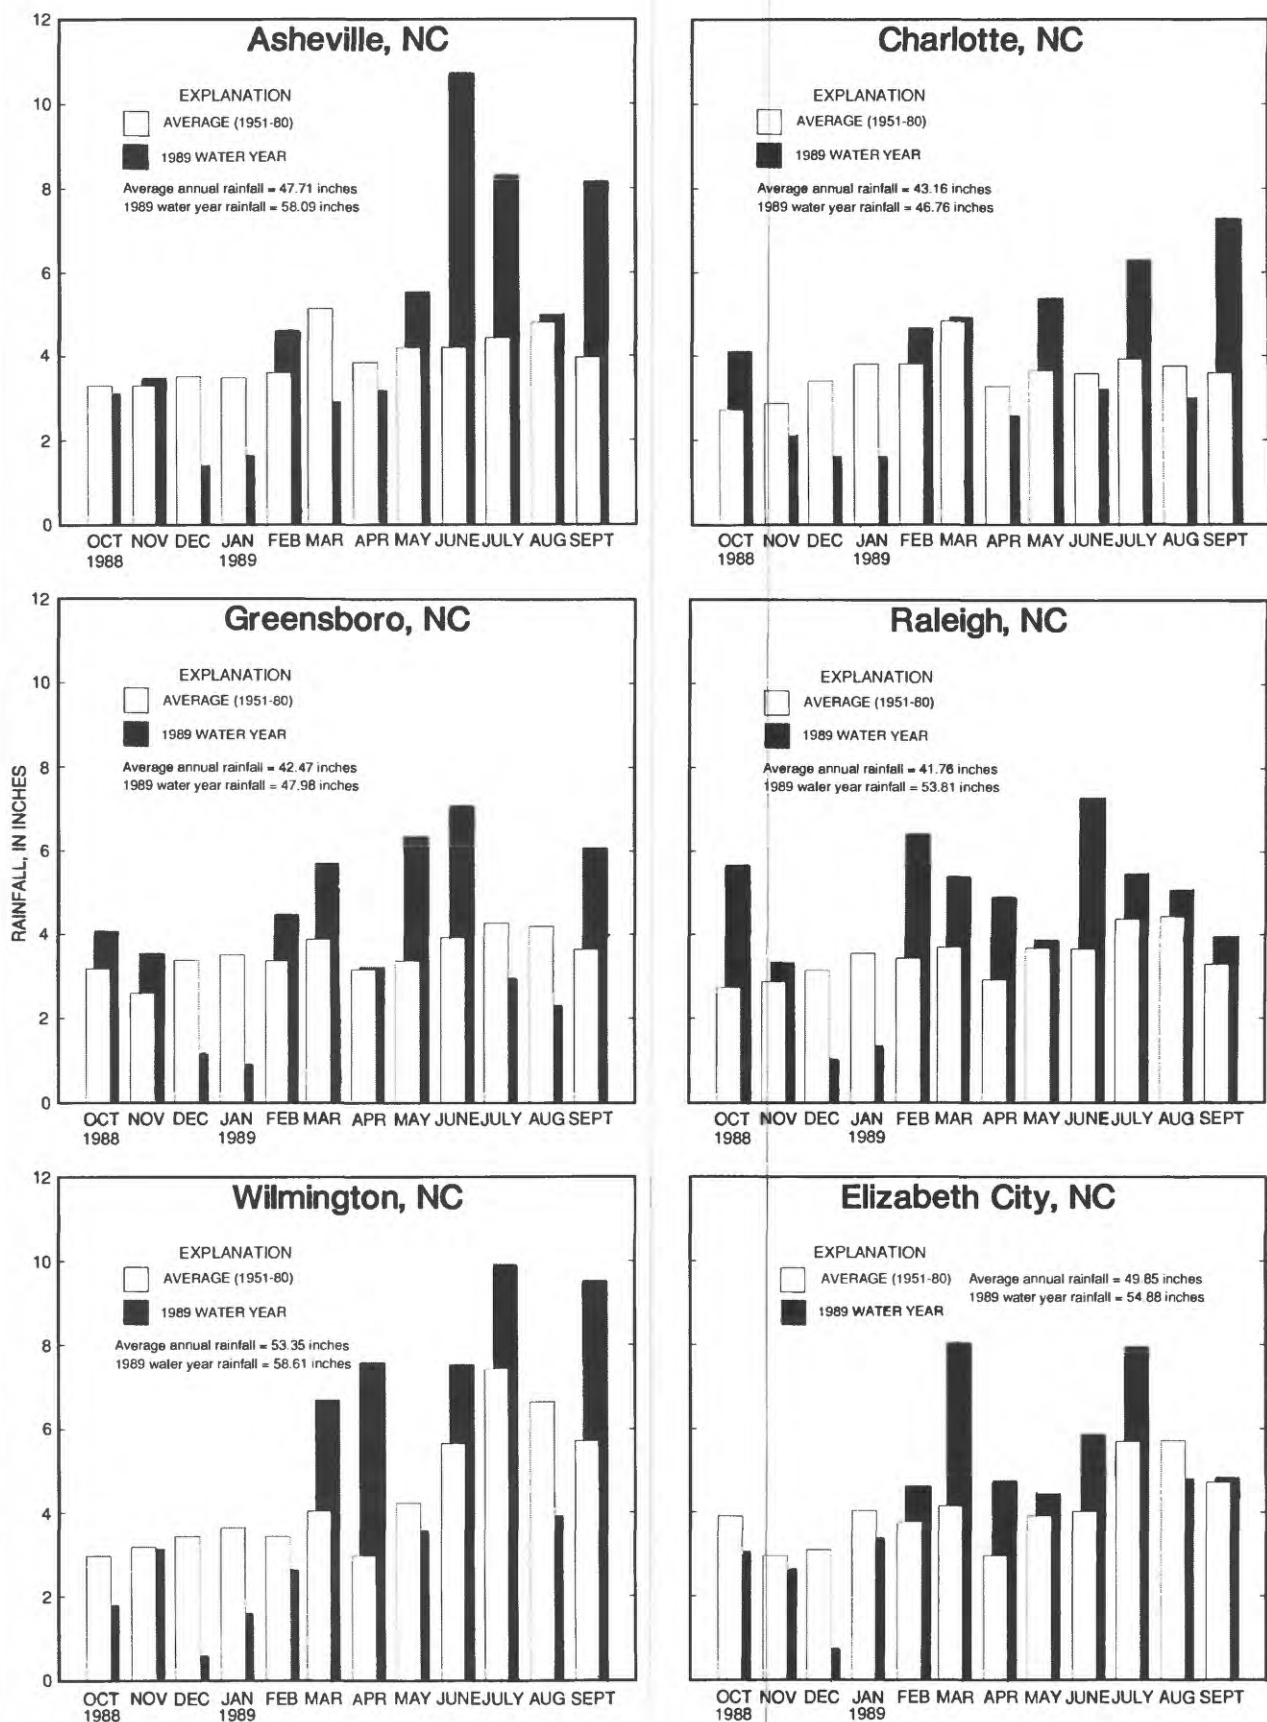 RAINFALL, IN INCHES
Asheville, NC
EXPLANATION
AVERAGE (1951-80)
1989 WATER YEAR
Average annual rainfall = 47.71 inches
1989 water year rainfall = 58.09 inches
12
10
8
6
4
2
0
OCT NOV DEC JAN FEB MAR APR MAY JUNE JULY AUG SEPT
1988 1989
Charlotte, NC
EXPLANATION
AVERAGE (1951-80)
1989 WATER YEAR
Average annual rainfall = 43.16 inches
1989 water year rainfall = 46.76 inches
OCT NOV DEC JAN FEB MAR APR MAY JUNE JULY AUG SEPT
1988 1989
Greensboro, NC
EXPLANATION
AVERAGE (1951-80)
1989 WATER YEAR
Average annual rainfall = 42.47 inches
1989 water year rainfall = 47.98 inches
12
10
8
6
4
2
0
OCT NOV DEC JAN FEB MAR APR MAY JUNE JULY AUG SEPT
1988 1989
Raleigh, NC
EXPLANATION
AVERAGE (1951-80)
1989 WATER YEAR
Average annual rainfall = 41.76 inches
1989 water year rainfall = 53.81 inches
OCT NOV DEC JAN FEB MAR APR MAY JUNE JULY AUG SEPT
1988 1989
Wilmington, NC
EXPLANATION
AVERAGE (1951-80)
1989 WATER YEAR
Average annual rainfall = 53.35 inches
1989 water year rainfall = 58.61 inches
12
10
8
6
4
2
0
OCT NOV DEC JAN FEB MAR APR MAY JUNE JULY AUG SEPT
1988 1989
Elizabeth City, NC
EXPLANATION
AVERAGE (1951-80) Average annual rainfall = 49.85 inches
1989 water year rainfall = 54.88 inches
1989 WATER YEAR
OCT NOV DEC JAN FEB MAR APR MAY JUNE JULY AUG SEPT
1988 1989